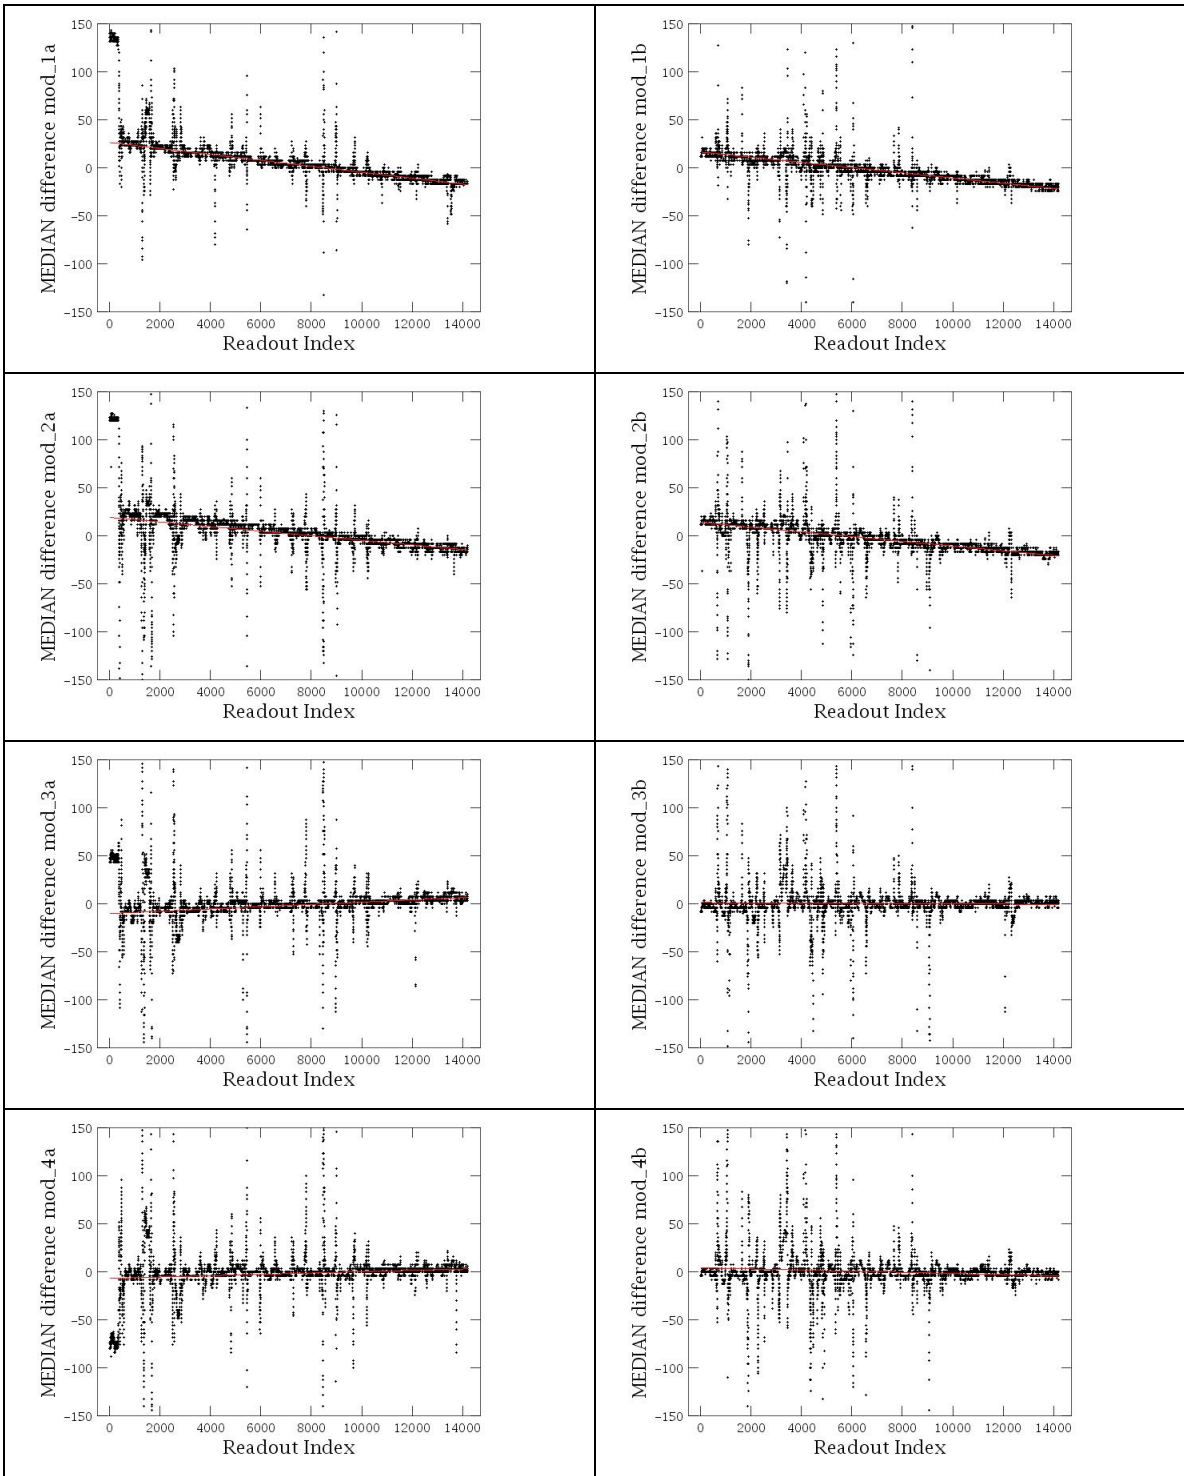 MEDIAN difference mod_1a
150
100
50
0
−50
−100
−150
0 2000 4000 6000 8000 10000 12000 14000
Readout Index
MEDIAN difference mod_1b
150
100
50
0
−50
−100
−150
0 2000 4000 6000 8000 10000 12000 14000
Readout Index
MEDIAN difference mod_2a
150
100
50
0
−50
−100
−150
0 2000 4000 6000 8000 10000 12000 14000
Readout Index
MEDIAN difference mod_2b
150
100
50
0
−50
−100
−150
0 2000 4000 6000 8000 10000 12000 14000
Readout Index
MEDIAN difference mod_3a
150
100
50
0
−50
−100
−150
0 2000 4000 6000 8000 10000 12000 14000
Readout Index
MEDIAN difference mod_3b
150
100
50
0
−50
−100
−150
0 2000 4000 6000 8000 10000 12000 14000
Readout Index
MEDIAN difference mod_4a
150
100
50
0
−50
−100
−150
0 2000 4000 6000 8000 10000 12000 14000
Readout Index
MEDIAN difference mod_4b
150
100
50
0
−50
−100
−150
0 2000 4000 6000 8000 10000 12000 14000
Readout Index